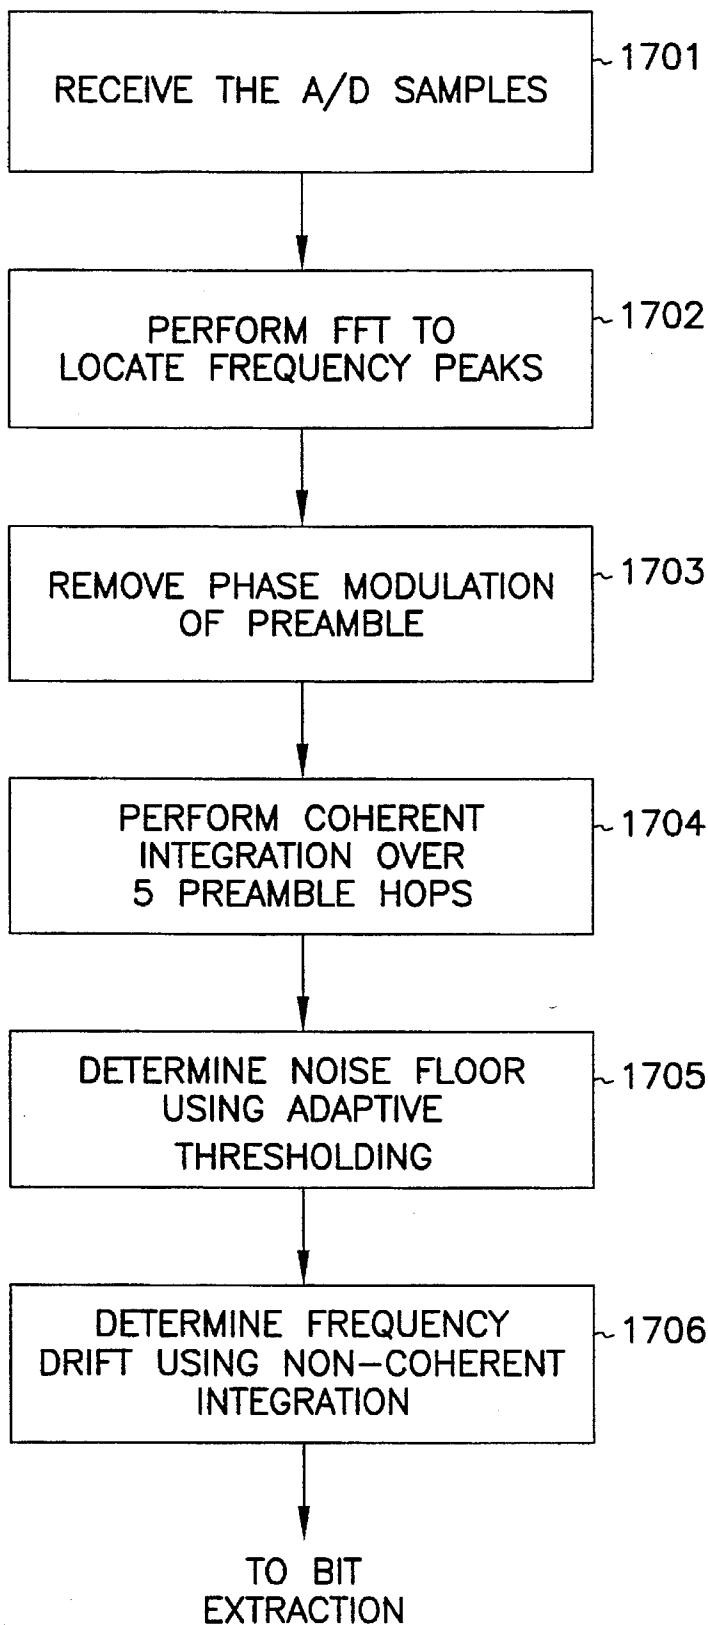 RECEIVE THE A/D SAMPLES
1701
PERFORM FFT TO
LOCATE FREQUENCY PEAKS
1702
REMOVE PHASE MODULATION
OF PREAMBLE
1703
PERFORM COHERENT
INTEGRATION OVER
5 PREAMBLE HOPS
1704
DETERMINE NOISE FLOOR
USING ADAPTIVE
THRESHOLDING
1705
DETERMINE FREQUENCY
DRIFT USING NON-COHERENT
INTEGRATION
1706
TO BIT
EXTRACTION